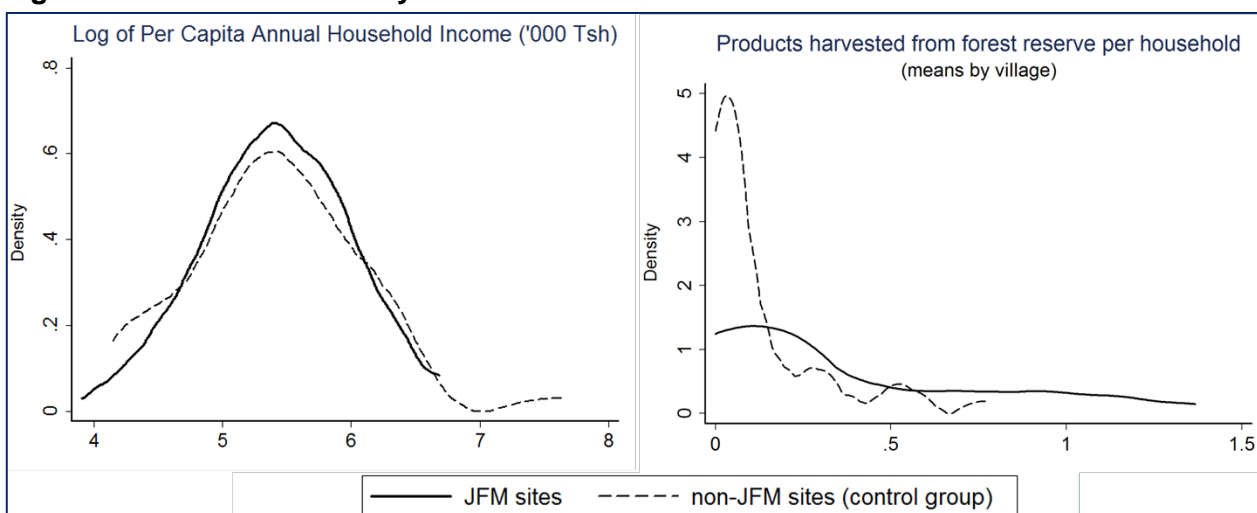 Log of Per Capita Annual Household Income ('000 Tsh)
Density
.8
.6
.4
.2
0
4 5 6 7 8
Products harvested from forest reserve per household
(means by village)
Density
5
4
3
2
1
0
0 .5 1 1.5
JFM sites non-JFM sites (control group)